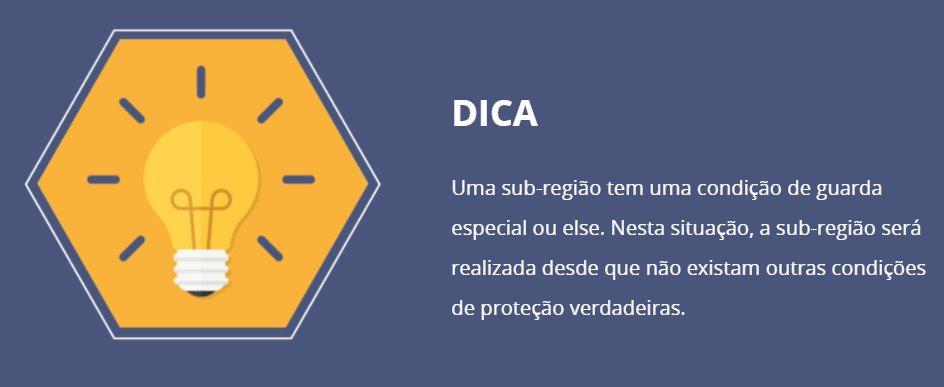 DICA
Uma sub-região tem uma condição de guarda
especial ou else. Nesta situação, a sub-região será
realizada desde que não existam outras condições
de proteção verdadeiras.